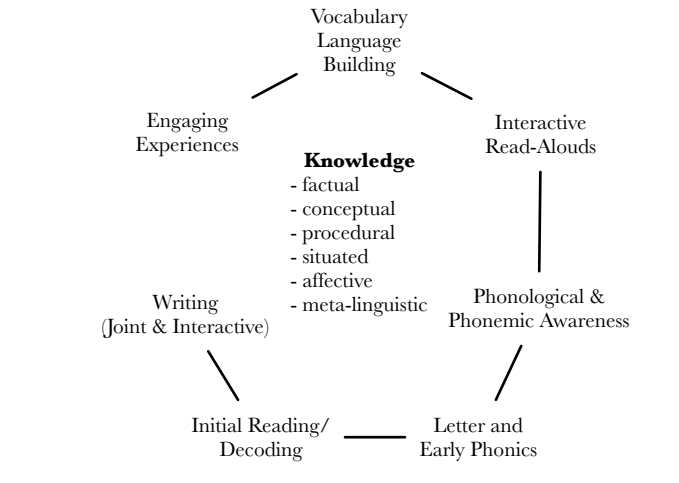 Vocabulary
Language
Building
Engaging
Experiences
Interactive
Read-Alouds
Knowledge
- factual
- conceptual
- procedural
- situated
- affective
- meta-linguistic
Writing
(Joint & Interactive)
Phonological &
Phonemic Awareness
Initial Reading/
Decoding
Letter and
Early Phonics